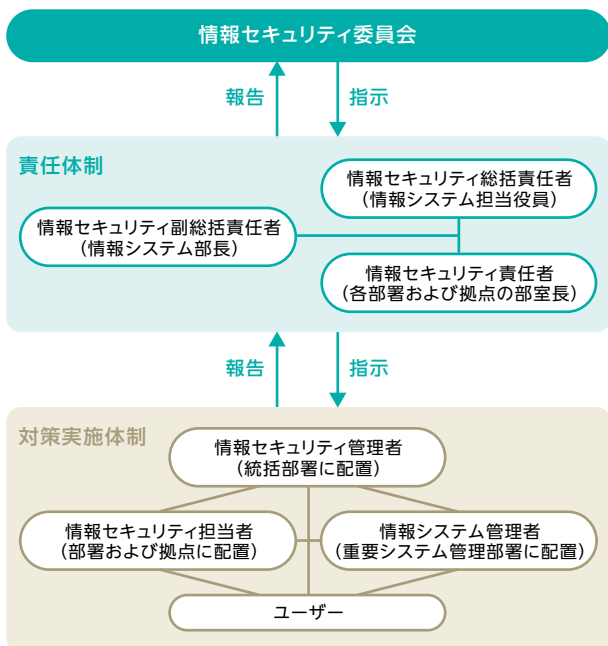 情報セキュリティ委員会
報告
指示
責任体制
情報セキュリティ総括責任者
(情報システム担当役員)
情報セキュリティ副総括責任者
(情報システム部長)
情報セキュリティ責任者
(各部署および拠点の部室長)
報告
指示
対策実施体制
情報セキュリティ管理者
(統括部署に配置)
情報セキュリティ担当者
(部署および拠点に配置)
情報システム管理者
(重要システム管理部署に配置)
ユーザー